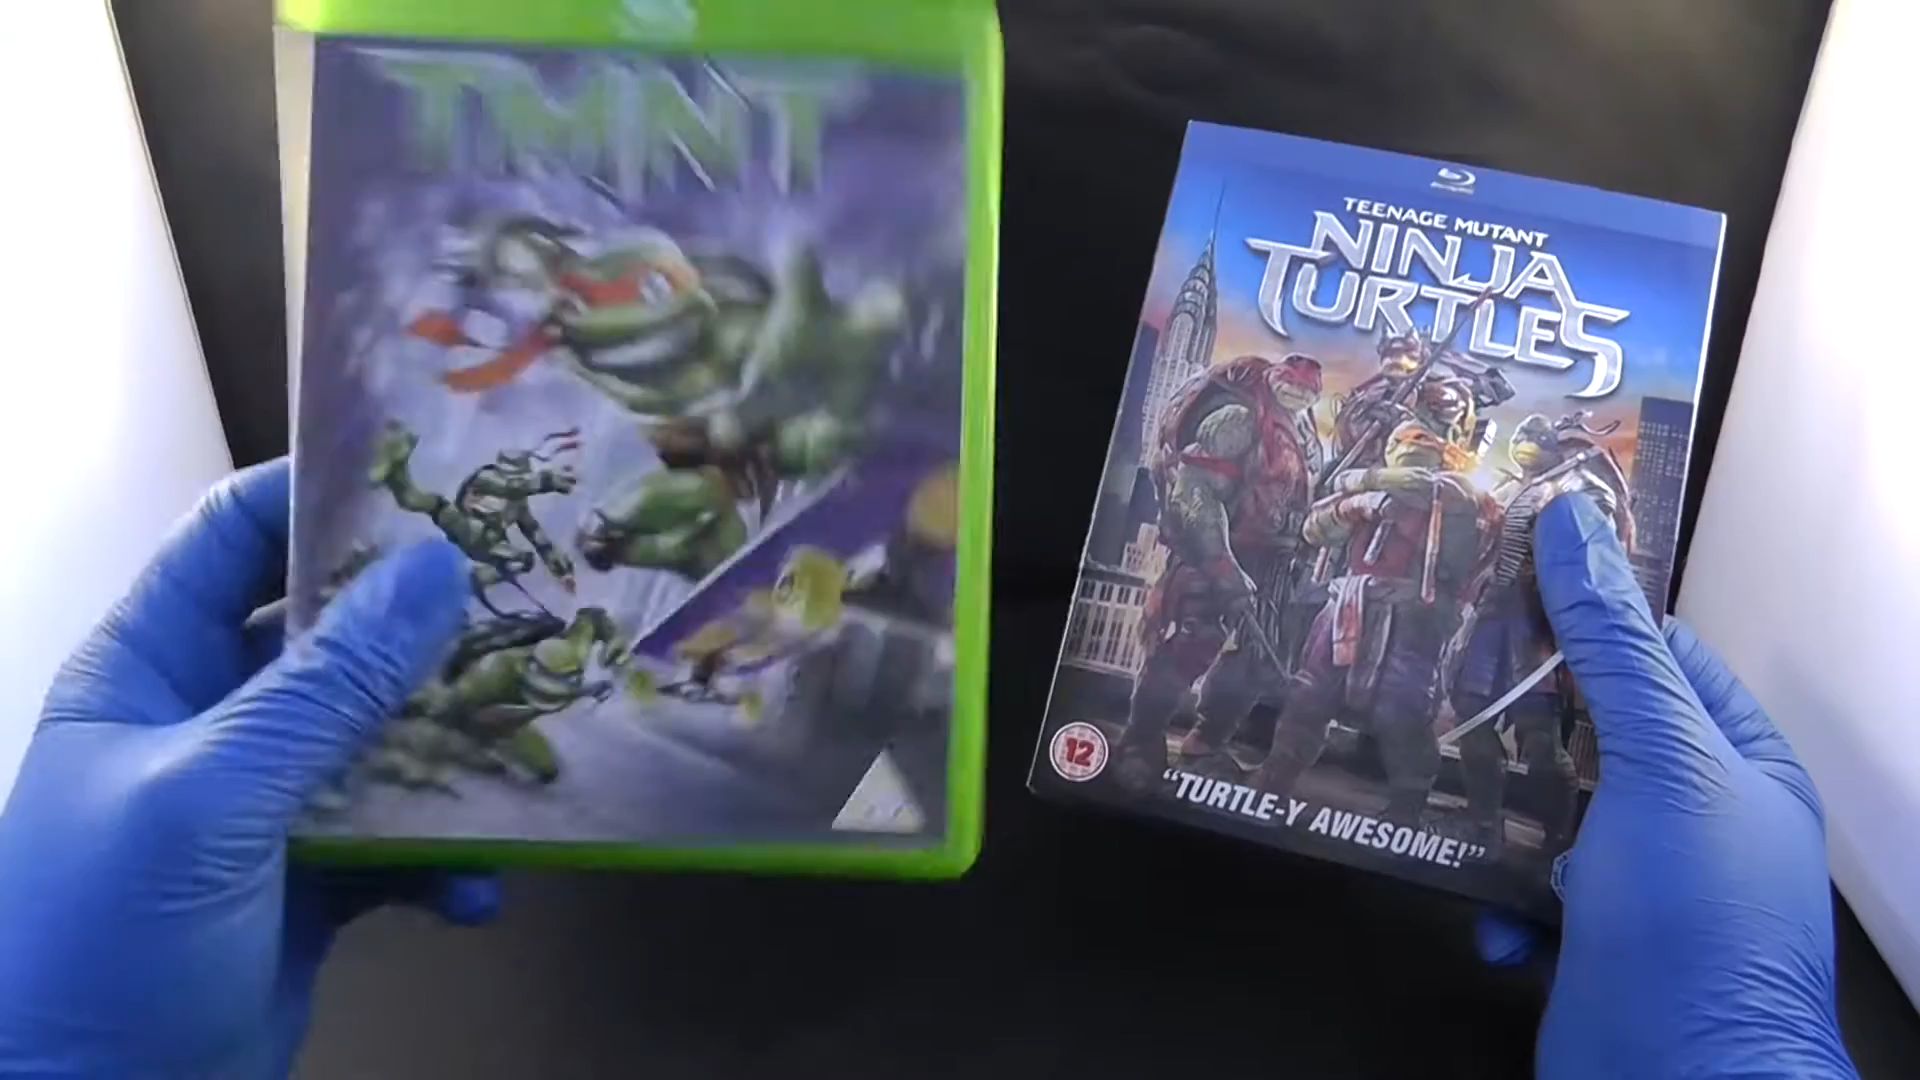 TMNT
TEENAGE MUTANT
NINJA
TURTLES
12
“TURTLE-Y AWESOME!”